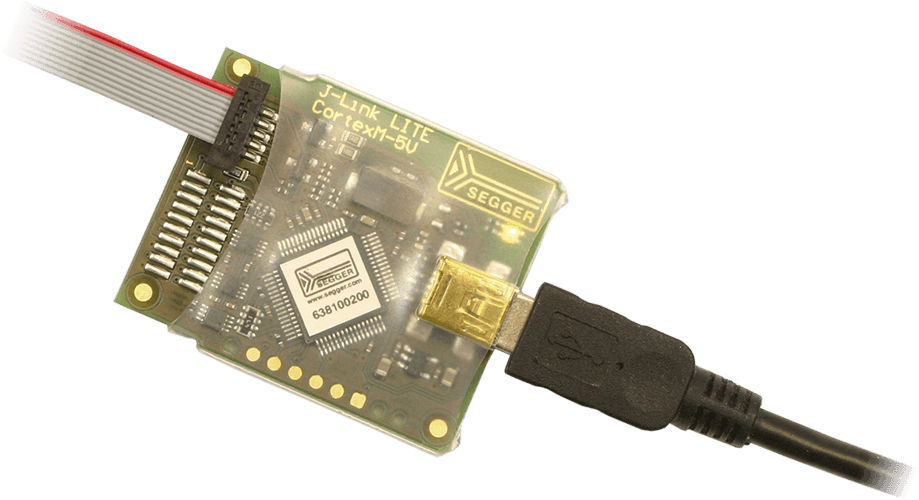 J-Link LITE
CortexM-5V
SEGGER
SEGGER
www.segger.com
638100200